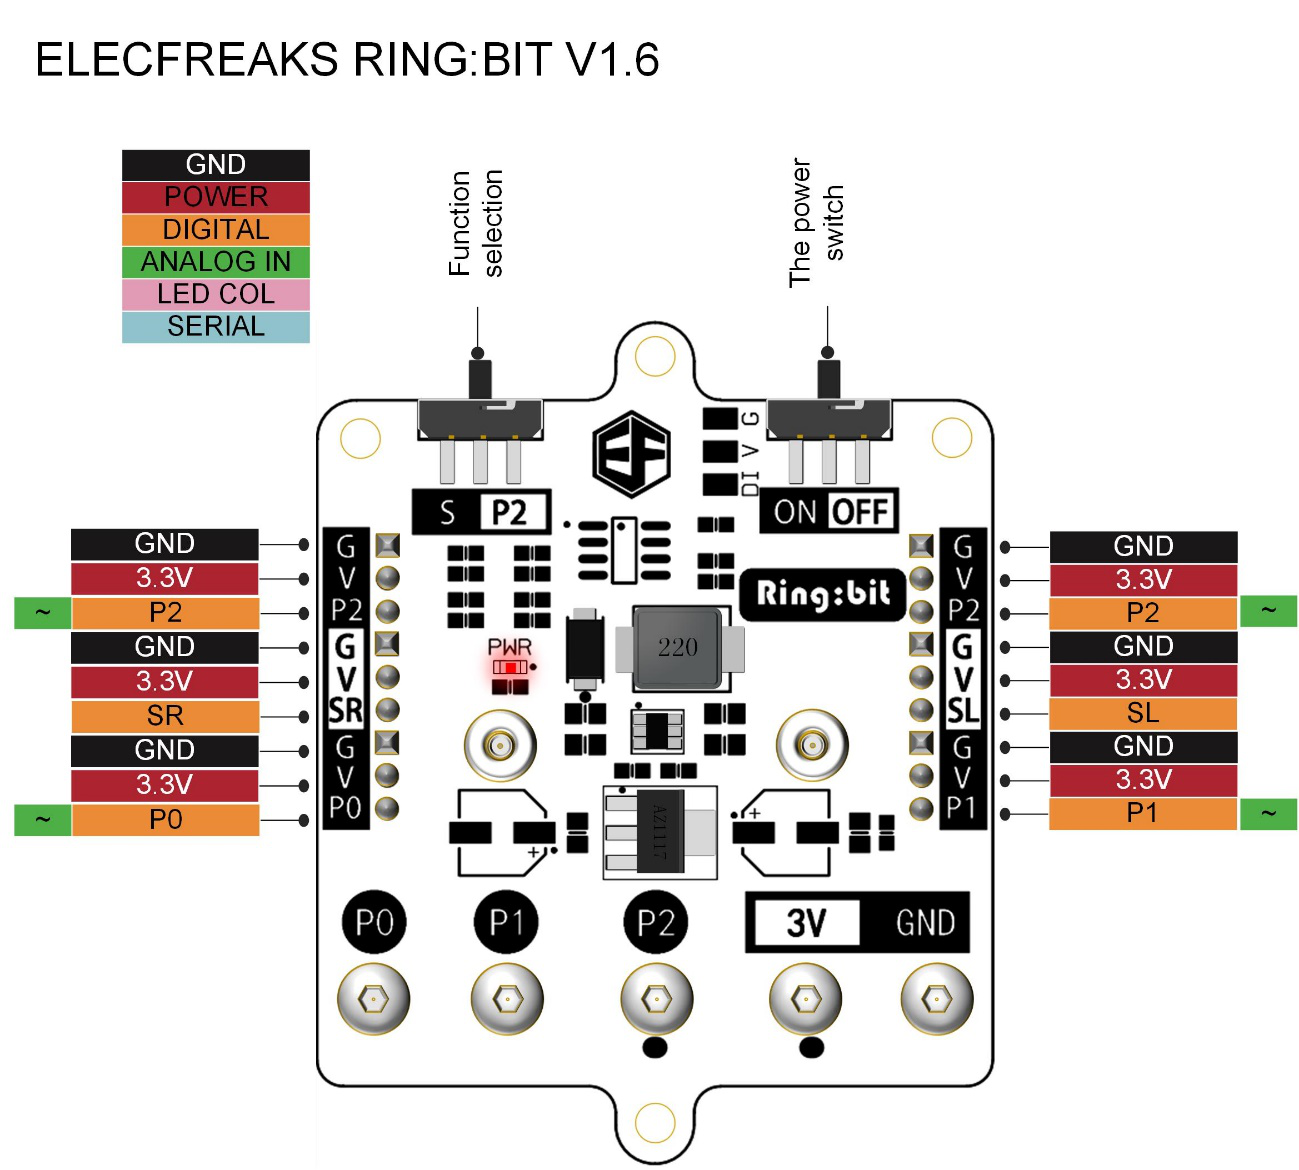 ELECFREAKS RING:BIT V1.6
GND
POWER
DIGITAL
ANALOG IN
LED COL
SERIAL
Function
selection
The power
switch
EF
G
V
DI
S P2
ON OFF
GND
3.3V
~ P2
GND
3.3V
SR
GND
3.3V
~ P0
G
V
P2
G
V
SR
G
V
P0
Ring:bit
PWR
220
AZ1117
+
+
G
V
P2
G
V
SL
G
V
P1
GND
3.3V
P2 ~
GND
3.3V
SL
GND
3.3V
P1 ~
P0 P1 P2 3V GND